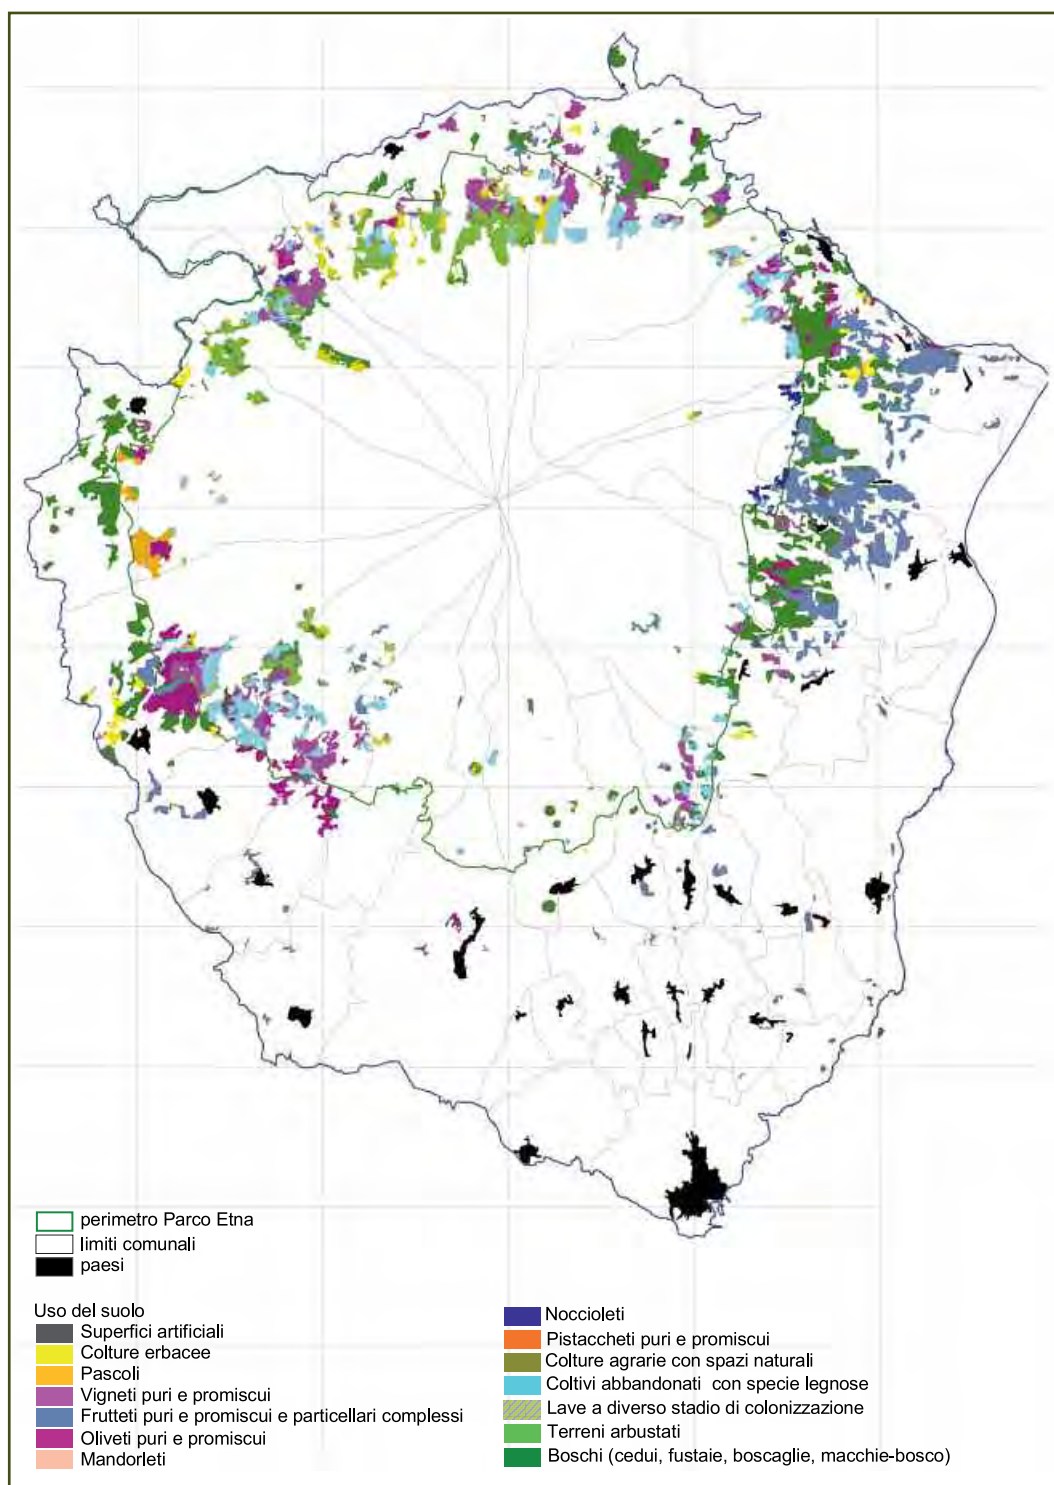 perimetro Parco Etna
limiti comunali
paesi
Uso del suolo
Superfici artificiali
Colture erbacee
Pascoli
Vigneti puri e promiscui
Frutteti puri e promiscui e particellari complessi
Oliveti puri e promiscui
Mandorleti
Noccioleti
Pistaccheti puri e promiscui
Colture agrarie con spazi naturali
Coltivi abbandonati con specie legnose
Lave a diverso stadio di colonizzazione
Terreni arbustati
Boschi (cedui, fustaie, boscaglie, macchie-bosco)